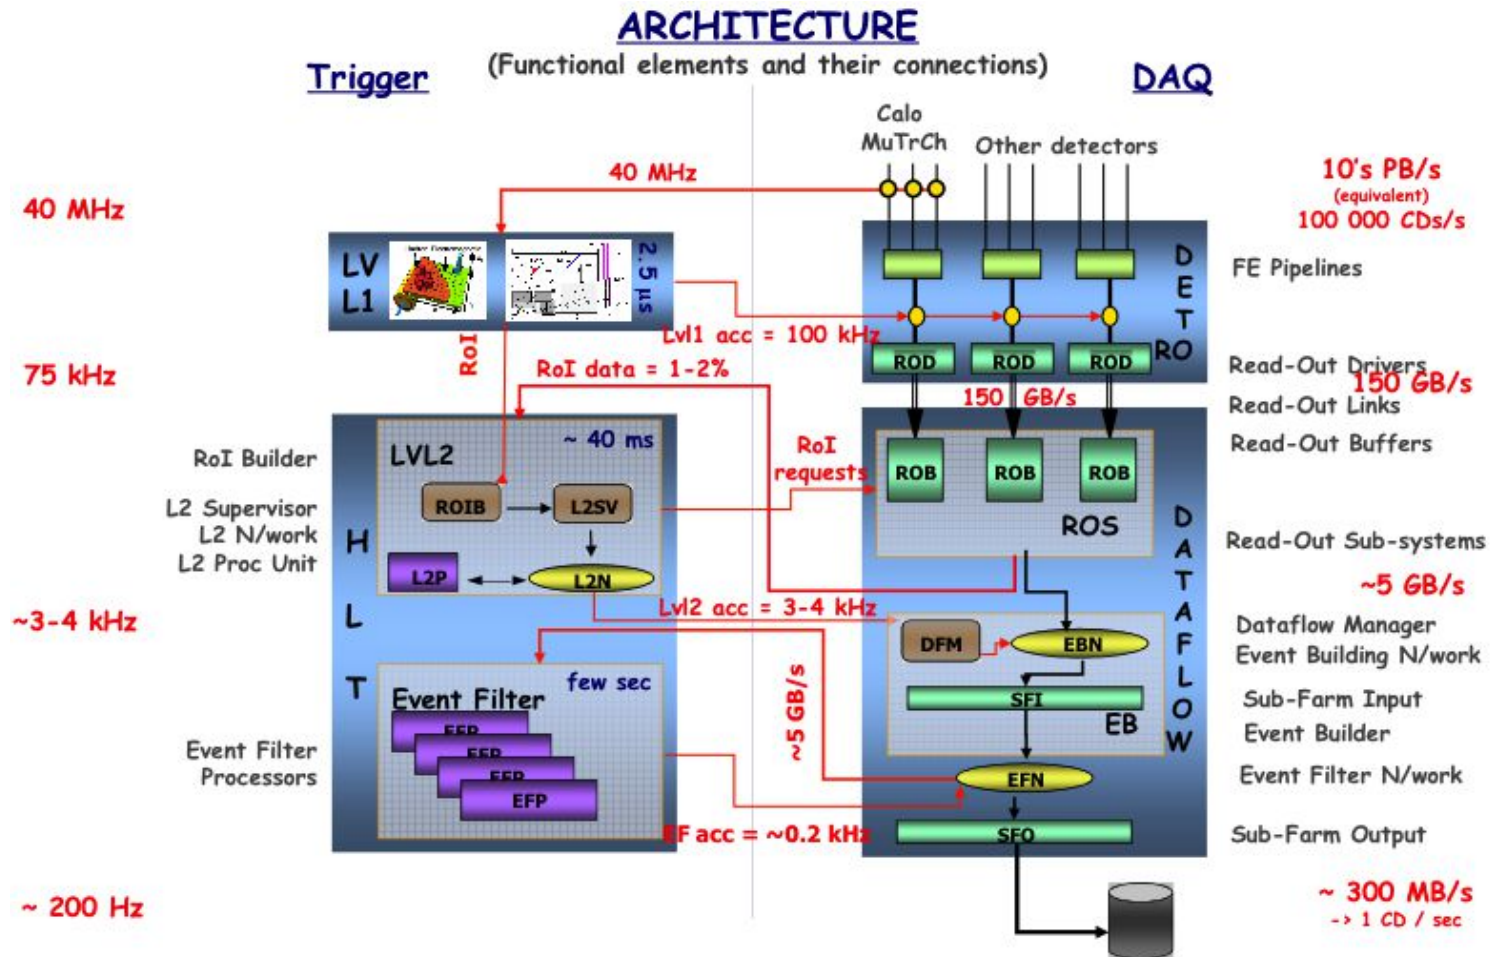 ARCHITECTURE
(Functional elements and their connections)
Trigger
DAQ
Calo
MuTrCh
Other detectors
40 MHz
40 MHz
10's PB/s
(equivalent)
100 000 CDs/s
LV
L1
2.5 µs
D
E
T
RO
FE Pipelines
Lvl1 acc = 100 kHz
RoI
ROD
ROD
ROD
Read-Out Drivers
75 kHz
RoI data = 1-2%
150 GB/s
150 GB/s
Read-Out Links
LVL2
~ 40 ms
RoI
requests
ROB
ROB
ROB
Read-Out Buffers
RoI Builder
ROIB
L2SV
L2 Supervisor
L2 N/work
L2 Proc Unit
L2P
L2N
H
L
T
ROS
Read-Out Sub-systems
D
A
T
A
F
L
O
W
~5 GB/s
~3-4 kHz
Lvl2 acc = 3-4 kHz
DFM
EBN
Dataflow Manager
Event Building N/work
few sec
Event Filter
~5 GB/s
SFI
EB
Sub-Farm Input
Event Builder
EFP
EFP
EFP
EFP
Event Filter
Processors
EFN
Event Filter N/work
EF acc = ~0.2 kHz
SFO
Sub-Farm Output
~ 200 Hz
~ 300 MB/s
-> 1 CD / sec